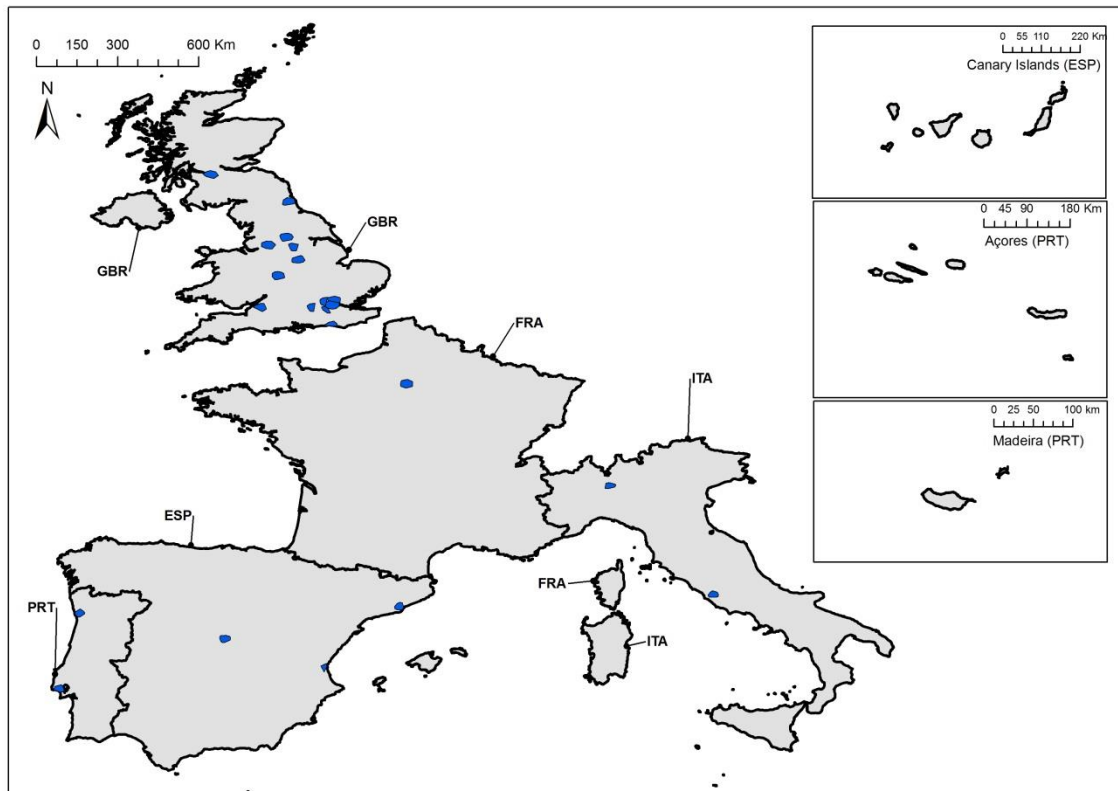 0 150 300 600 Km
N
GBR
GBR
FRA
ITA
ESP
PRT
FRA
ITA
0 55 110 220 Km
Canary Islands (ESP)
0 45 90 180 Km
Açores (PRT)
0 25 50 100 km
Madeira (PRT)